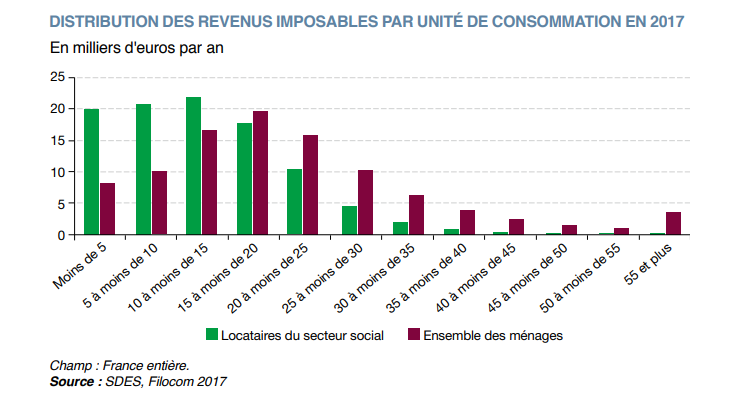 DISTRIBUTION DES REVENUS IMPOSABLES PAR UNITÉ DE CONSOMMATION EN 2017
En milliers d'euros par an
25
20
15
10
5
0
Moins de 5
5 à moins de 10
10 à moins de 15
15 à moins de 20
20 à moins de 25
25 à moins de 30
30 à moins de 35
35 à moins de 40
40 à moins de 45
45 à moins de 50
50 à moins de 55
55 et plus
Locataires du secteur social
Ensemble des ménages
Champ : France entière.
Source : SDES, Filocom 2017